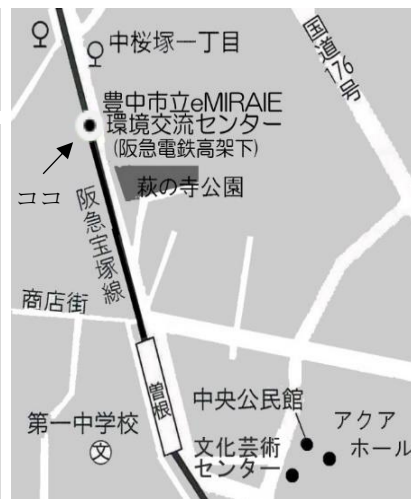 中桜塚一丁目
国道176号
豊中市立eMIRAIE
環境交流センター
(阪急電鉄高架下)
ココ
萩の寺公園
阪急宝塚線
商店街
曽根
中央公民館
第一中学校
文
アクア
ホール
文化芸術
センター